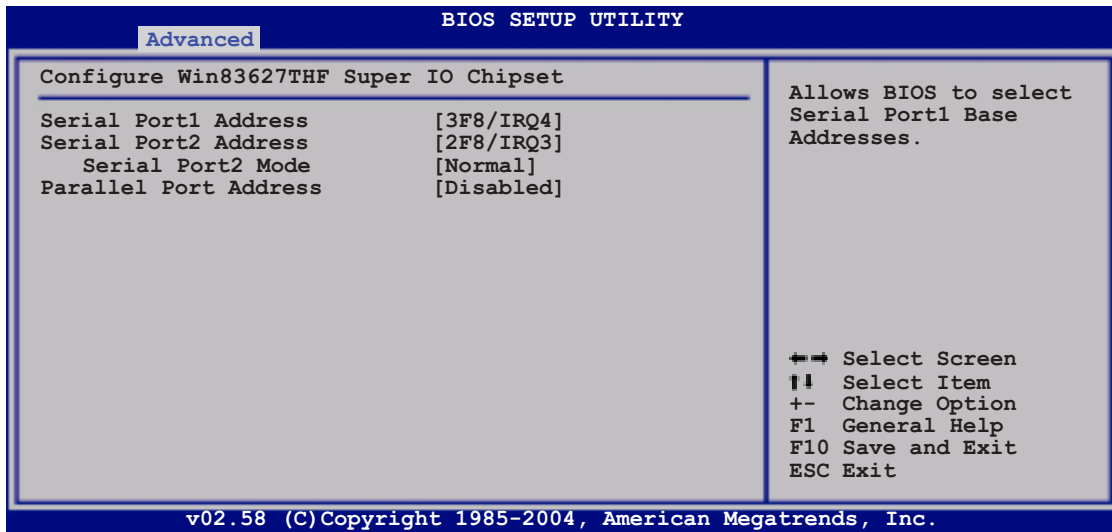 BIOS SETUP UTILITY
Advanced
Configure Win83627THF Super IO Chipset
Serial Port1 Address [3F8/IRQ4]
Serial Port2 Address [2F8/IRQ3]
Serial Port2 Mode [Normal]
Parallel Port Address [Disabled]
Allows BIOS to select
Serial Port1 Base
Addresses.
←→ Select Screen
↑↓ Select Item
+- Change Option
F1 General Help
F10 Save and Exit
ESC Exit
v02.58 (C)Copyright 1985-2004, American Megatrends, Inc.